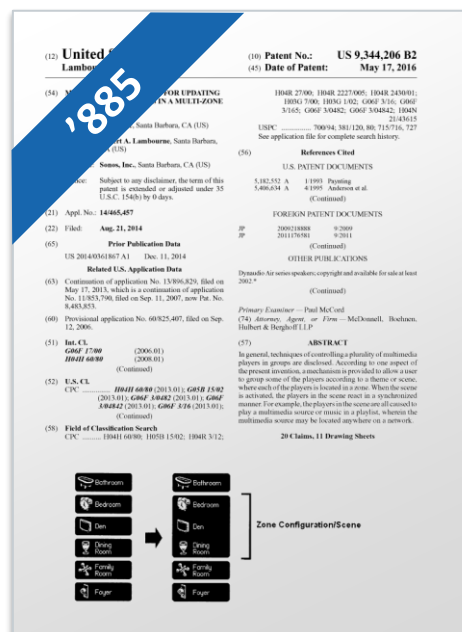 '885
(12) United
Lambou
(10) Patent No.: US 9,344,206 B2
(45) Date of Patent: May 17, 2016
(54) FOR UPDATING
IN A MULTI-ZONE
Santa Barbara, CA (US)
A. Lambourne, Santa Barbara,
(US)
Sonos, Inc., Santa Barbara, CA (US)
Subject to any disclaimer, the term of this
patent is extended or adjusted under 35
U.S.C. 154(b) by 0 days.
(21) Appl. No.: 14/465,457
(22) Filed: Aug. 21, 2014
(65) Prior Publication Data
US 2014/0361867 A1 Dec. 11, 2014
Related U.S. Application Data
(63) Continuation of application No. 13/896,829, filed on
May 17, 2013, which is a continuation of application
No. 11/853,790, filed on Sep. 11, 2007, now Pat. No.
8,483,853.
(60) Provisional application No. 60/825,407, filed on Sep.
12, 2006.
(51) Int. Cl.
G06F 17/00 (2006.01)
H04H 60/80 (2008.01)
(Continued)
(52) U.S. Cl.
CPC ........... H04H 60/80 (2013.01); G05B 15/02
(2013.01); G06F 3/0482 (2013.01); G06F
3/04842 (2013.01); G06F 3/16 (2013.01);
(Continued)
(58) Field of Classification Search
CPC ......... H04H 60/80; H05B 15/02; H04R 3/12;
H04R 27/00; H04R 2227/005; H04R 2430/01;
H03G 7/00; H03G 1/02; G06F 3/16; G06F
3/165; G06F 3/0482; G06F 3/04842; H04N
21/43615
USPC ................ 700/94; 381/120, 80; 715/716, 727
See application file for complete search history.
(56) References Cited
U.S. PATENT DOCUMENTS
5,182,552 A 1/1993 Paynting
5,406,634 A 4/1995 Anderson et al.
(Continued)
FOREIGN PATENT DOCUMENTS
JP 2009218888 9/2009
JP 2011176581 9/2011
(Continued)
OTHER PUBLICATIONS
Dynaudio Air series speakers; copyright and available for sale at least
2002.*
(Continued)
Primary Examiner — Paul McCord
(74) Attorney, Agent, or Firm — McDonnell, Boehnen,
Hulbert & Berghoff LLP
(57) ABSTRACT
In general, techniques of controlling a plurality of multimedia
players in groups are disclosed. According to one aspect of
the present invention, a mechanism is provided to allow a user
to group some of the players according to a theme or scene,
where each of the players is located in a zone. When the scene
is activated, the players in the scene react in a synchronized
manner. For example, the players in the scene are all caused to
play a multimedia source or music in a playlist, wherein the
multimedia source may be located anywhere on a network.
20 Claims, 11 Drawing Sheets
Bathroom
Bedroom
Den
Dining
Room
Family
Room
Foyer
Bathroom
Bedroom
Den
Dining
Room
Family
Room
Foyer
Zone Configuration/Scene